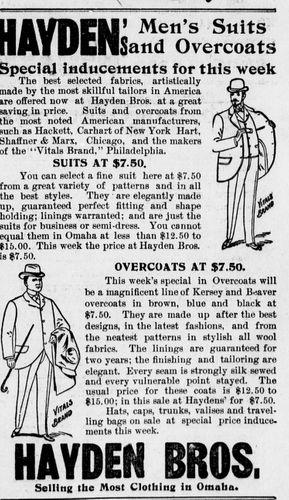 HAYDENS' Men's Suits
and Overcoats
Special inducements for this week
The best selected fabrics, artistically
made by the most skillful tailors in America
are offered now at Hayden Bros. at a great
saving in price. Suits and overcoats from
the most noted American manufacturers,
such as Hackett, Carhart of New York Hart,
Shaffner & Marx, Chicago, and the makers
of the "Vitals Brand," Philadelphia.
SUITS AT $7.50.
You can select a fine suit here at $7.50
from a great variety of patterns and in all
the best styles. They are elegantly made
up, guaranteed perfect fitting and shape
holding; linings warranted; and are just the
suits for business or semi-dress. You cannot
equal them in Omaha at less than $12.50 to
$15.00. This week the price at Hayden Bros.
is $7.50.
VITALS
BRAND
OVERCOATS AT $7.50.
This week's special in Overcoats will
be a magnificent line of Kersey and B-aver
overcoats in brown, blue and black at
$7.50. They are made up after the best
designs, in the latest fashions, and from
the neatest patterns in stylish all wool
fabrics. The linings are guaranteed for
two years; the finishing and tailoring are
elegant. Every seam is strongly silk sewed
and every vulnerable point stayed. The
usual price for these coats is $12.50 to
$15.00; in this sale at Haydens' for $7.50.
Hats, caps, trunks, valises and travel-
ling bags on sale at special price induce-
ments this week.
VITALS
BRAND
HAYDEN BROS.
Selling the Most Clothing in Omaha.